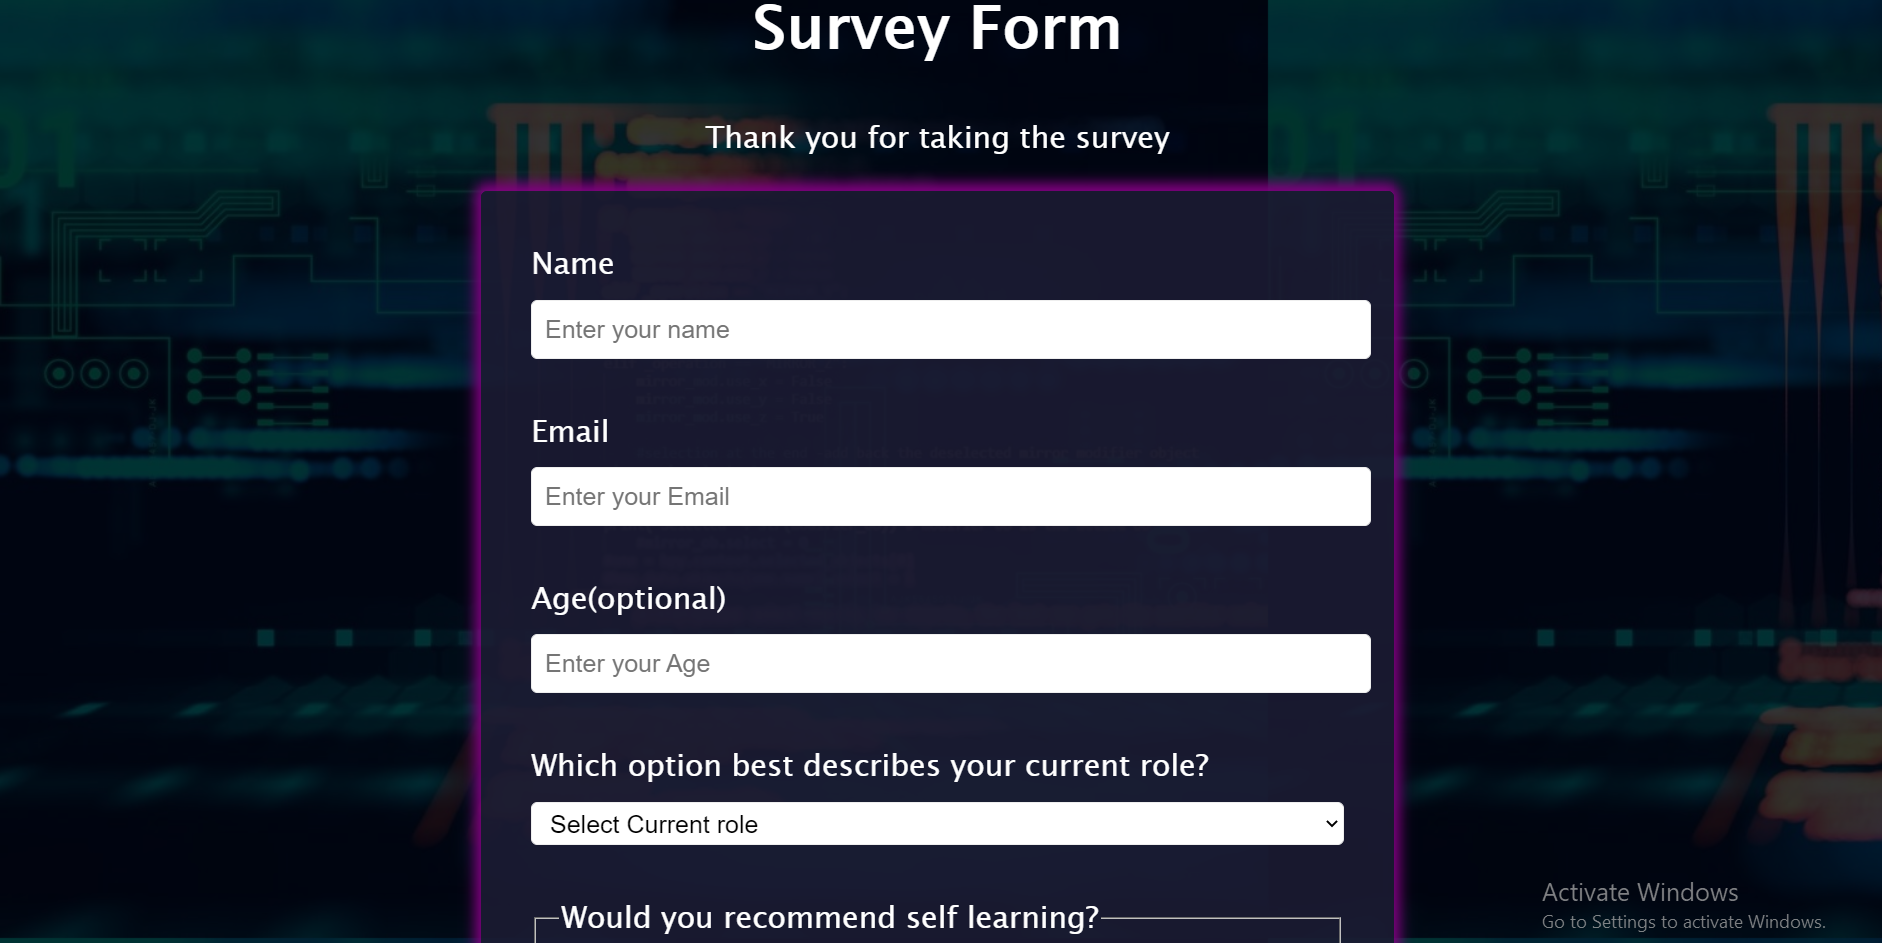 Survey Form
Thank you for taking the survey
Name
Enter your name
Email
Enter your Email
Age(optional)
Enter your Age
Which option best describes your current role?
Select Current role
Would you recommend self learning?
Activate Windows
Go to Settings to activate Windows.